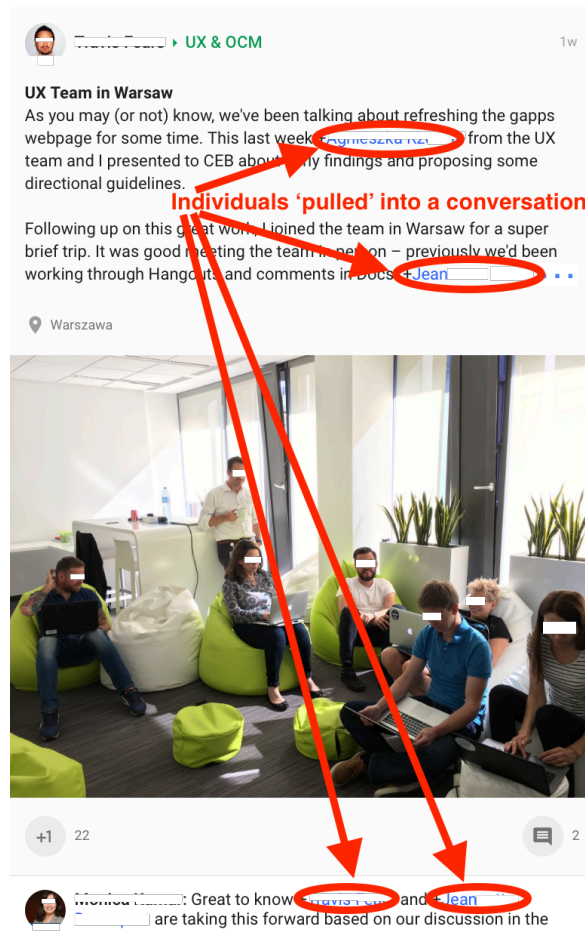 UX & OCM
1w
UX Team in Warsaw
As you may (or not) know, we've been talking about refreshing the gapps
webpage for some time. This last week from the UX
team and I presented to CEB about findings and proposing some
directional guidelines.
Individuals 'pulled' into a conversation
Following up on this great work, I joined the team in Warsaw for a super
brief trip. It was good meeting the team in person – previously we'd been
working through Hangouts and comments in Docs. +Jean
Warszawa
+1 22 2
: Great to know and +Jean
are taking this forward based on our discussion in the